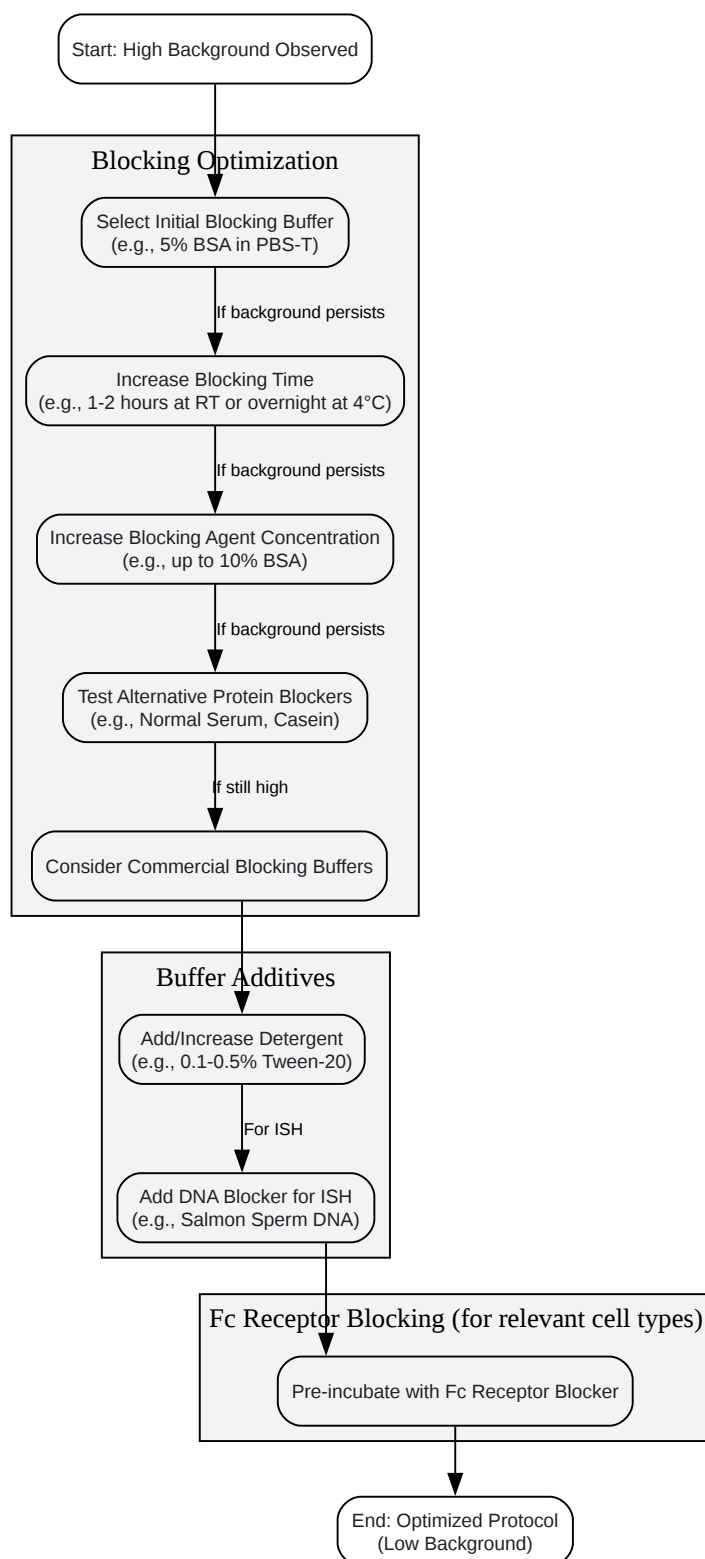 Start: High Background Observed
Blocking Optimization
Select Initial Blocking Buffer
(e.g., 5% BSA in PBS-T)
If background persists
Increase Blocking Time
(e.g., 1-2 hours at RT or overnight at 4°C)
If background persists
Increase Blocking Agent Concentration
(e.g., up to 10% BSA)
If background persists
Test Alternative Protein Blockers
(e.g., Normal Serum, Casein)
If still high
Consider Commercial Blocking Buffers
Buffer Additives
Add/Increase Detergent
(e.g., 0.1-0.5% Tween-20)
For ISH
Add DNA Blocker for ISH
(e.g., Salmon Sperm DNA)
Fc Receptor Blocking (for relevant cell types)
Pre-incubate with Fc Receptor Blocker
End: Optimized Protocol
(Low Background)